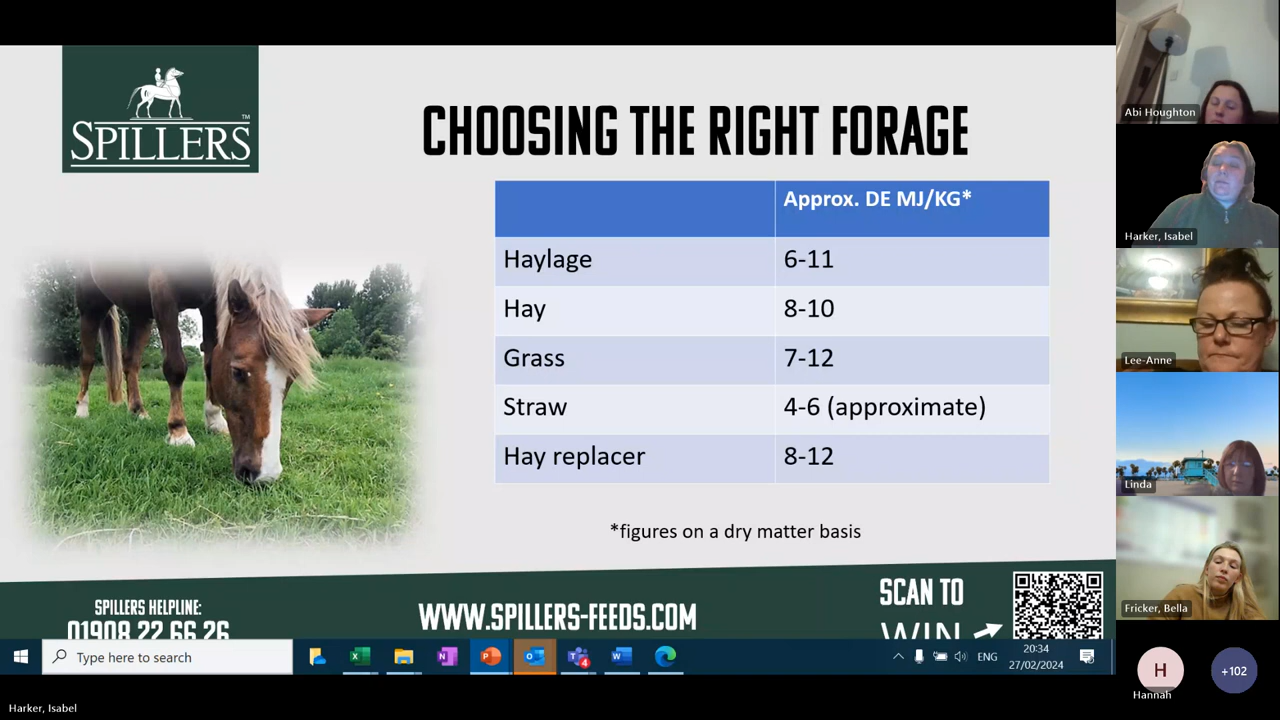 SPILLERS
TM
CHOOSING THE RIGHT FORAGE
Approx. DE MJ/KG*
Haylage 6-11
Hay 8-10
Grass 7-12
Straw 4-6 (approximate)
Hay replacer 8-12
*figures on a dry matter basis
SPILLERS HELPLINE:
01908 22 66 26
WWW.SPILLERS-FEEDS.COM
SCAN TO
WIN
Type here to search
4
ENG
20:34
27/02/2024
Abi Houghton
Harker, Isabel
Lee-Anne
Linda
Fricker, Bella
H
Hannah
+102
Harker, Isabel